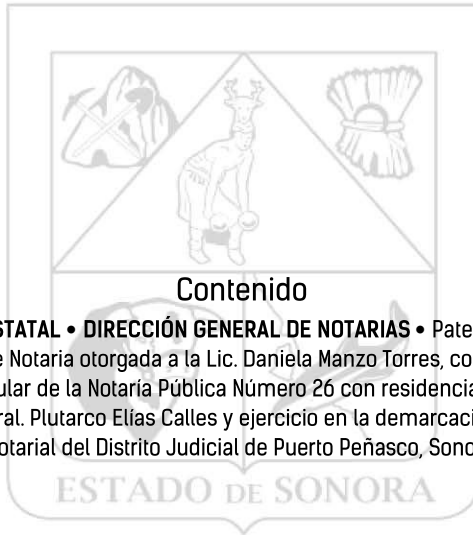 Contenido
STATAL • DIRECCIÓN GENERAL DE NOTARIAS • Pate
e Notaria otorgada a la Lic. Daniela Manzo Torres, co
ular de la Notaría Pública Número 26 con residencia
ral. Plutarco Elías Calles y ejercicio en la demarcaci
otarial del Distrito Judicial de Puerto Peñasco, Sono
ESTADO DE SONORA